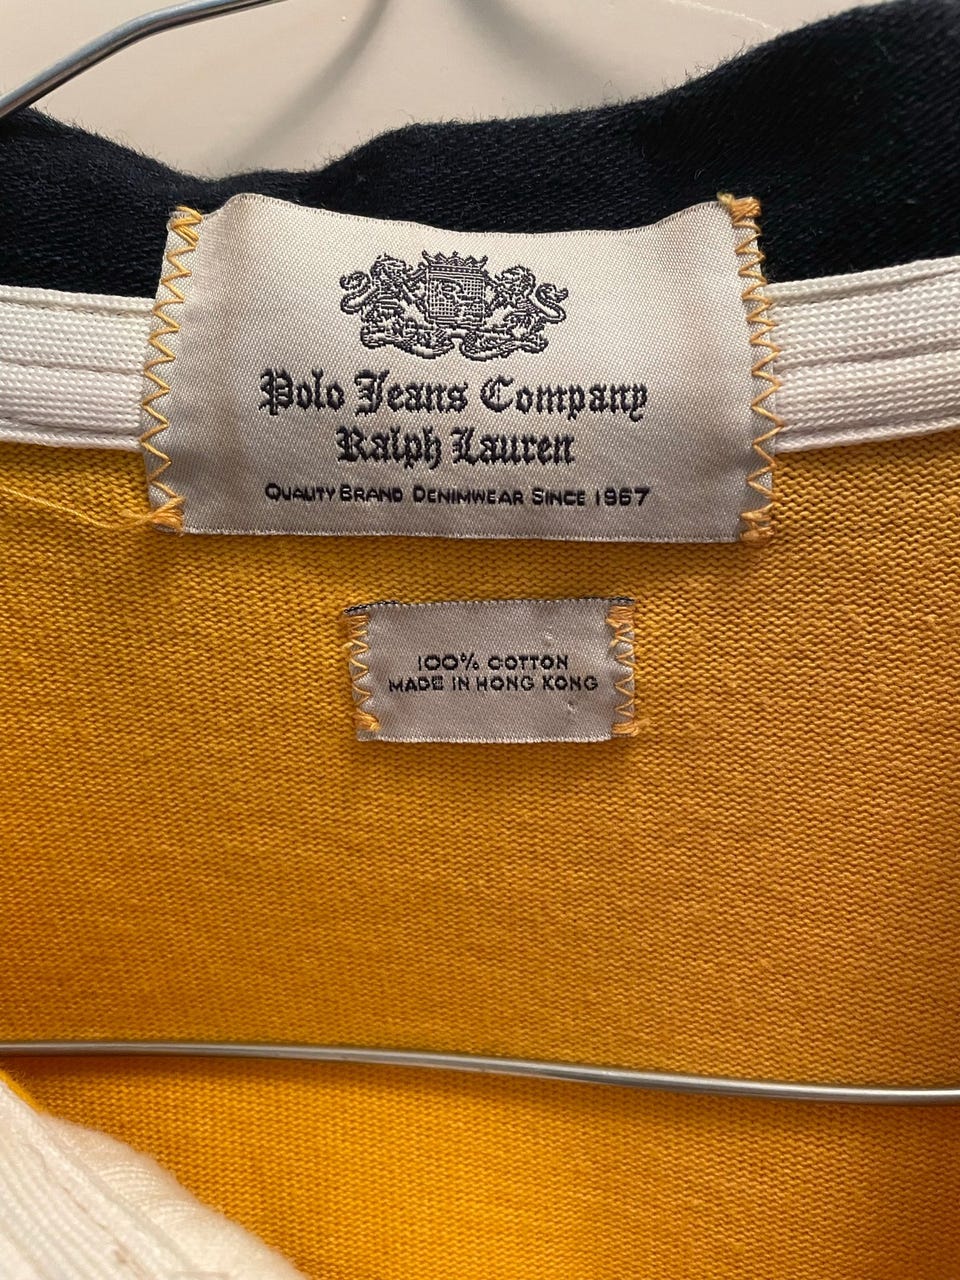 Polo Jeans Company
Ralph Lauren
QUALITY BRAND DENIMWEAR SINCE 1967
100% COTTON
MADE IN HONG KONG